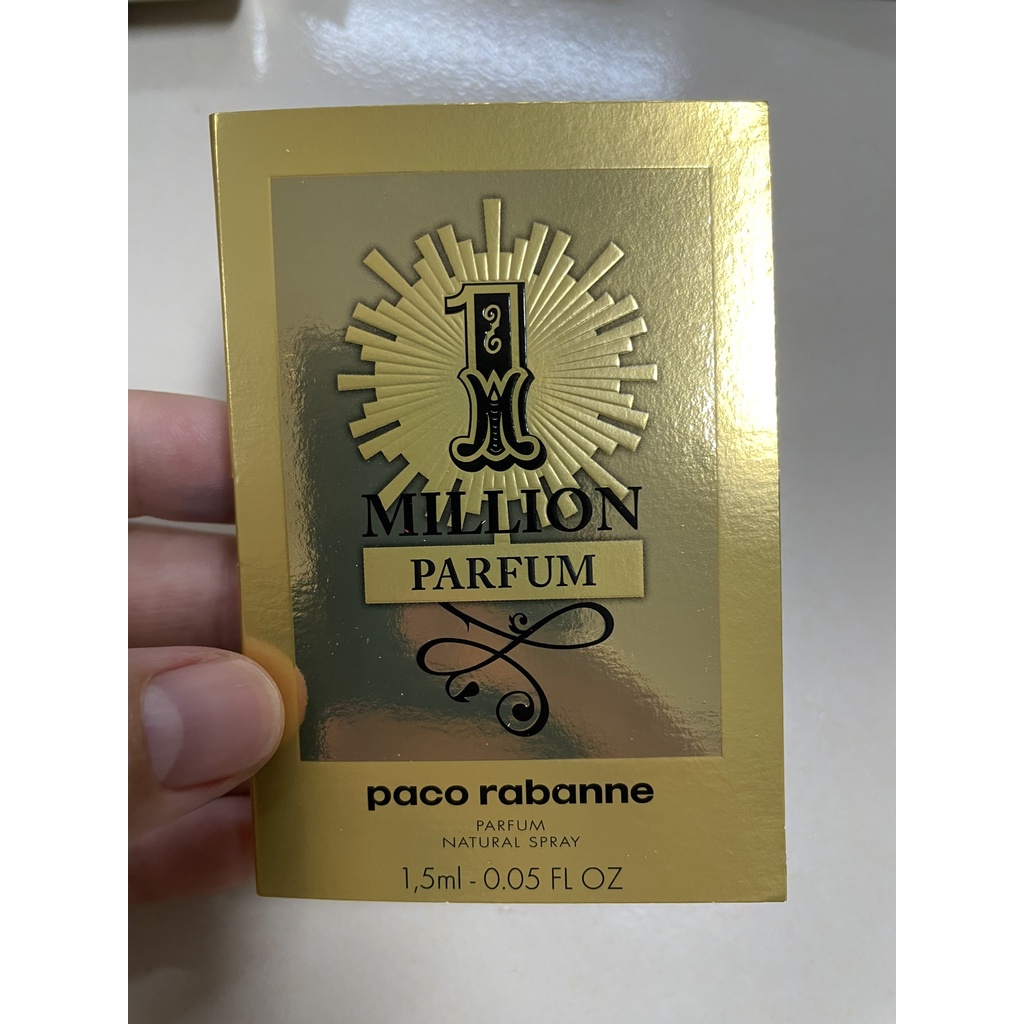 1
MILLION
PARFUM
paco rabanne
PARFUM
NATURAL SPRAY
1,5ml - 0.05 FL OZ